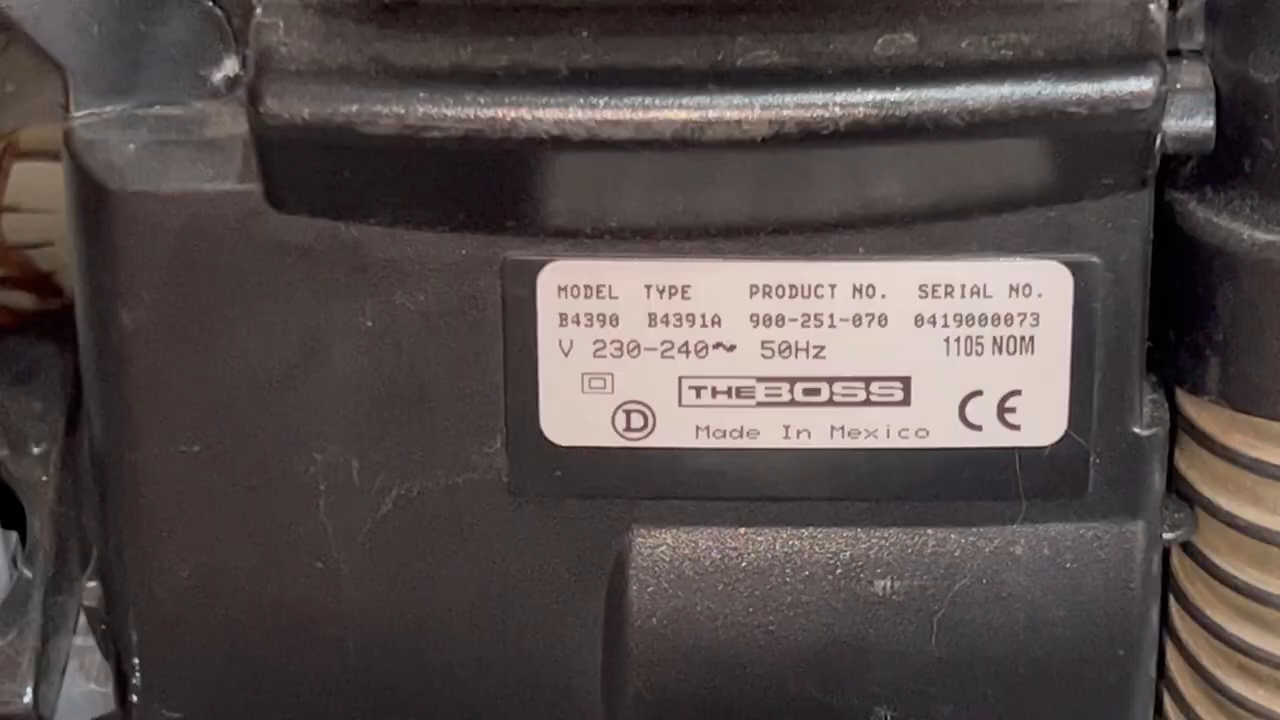 MODEL TYPE PRODUCT NO. SERIAL NO.
B4390 B4391A 900-251-070 0419000073
V 230-240~ 50Hz 1105 NOM
THE BOSS CE
D
Made In Mexico